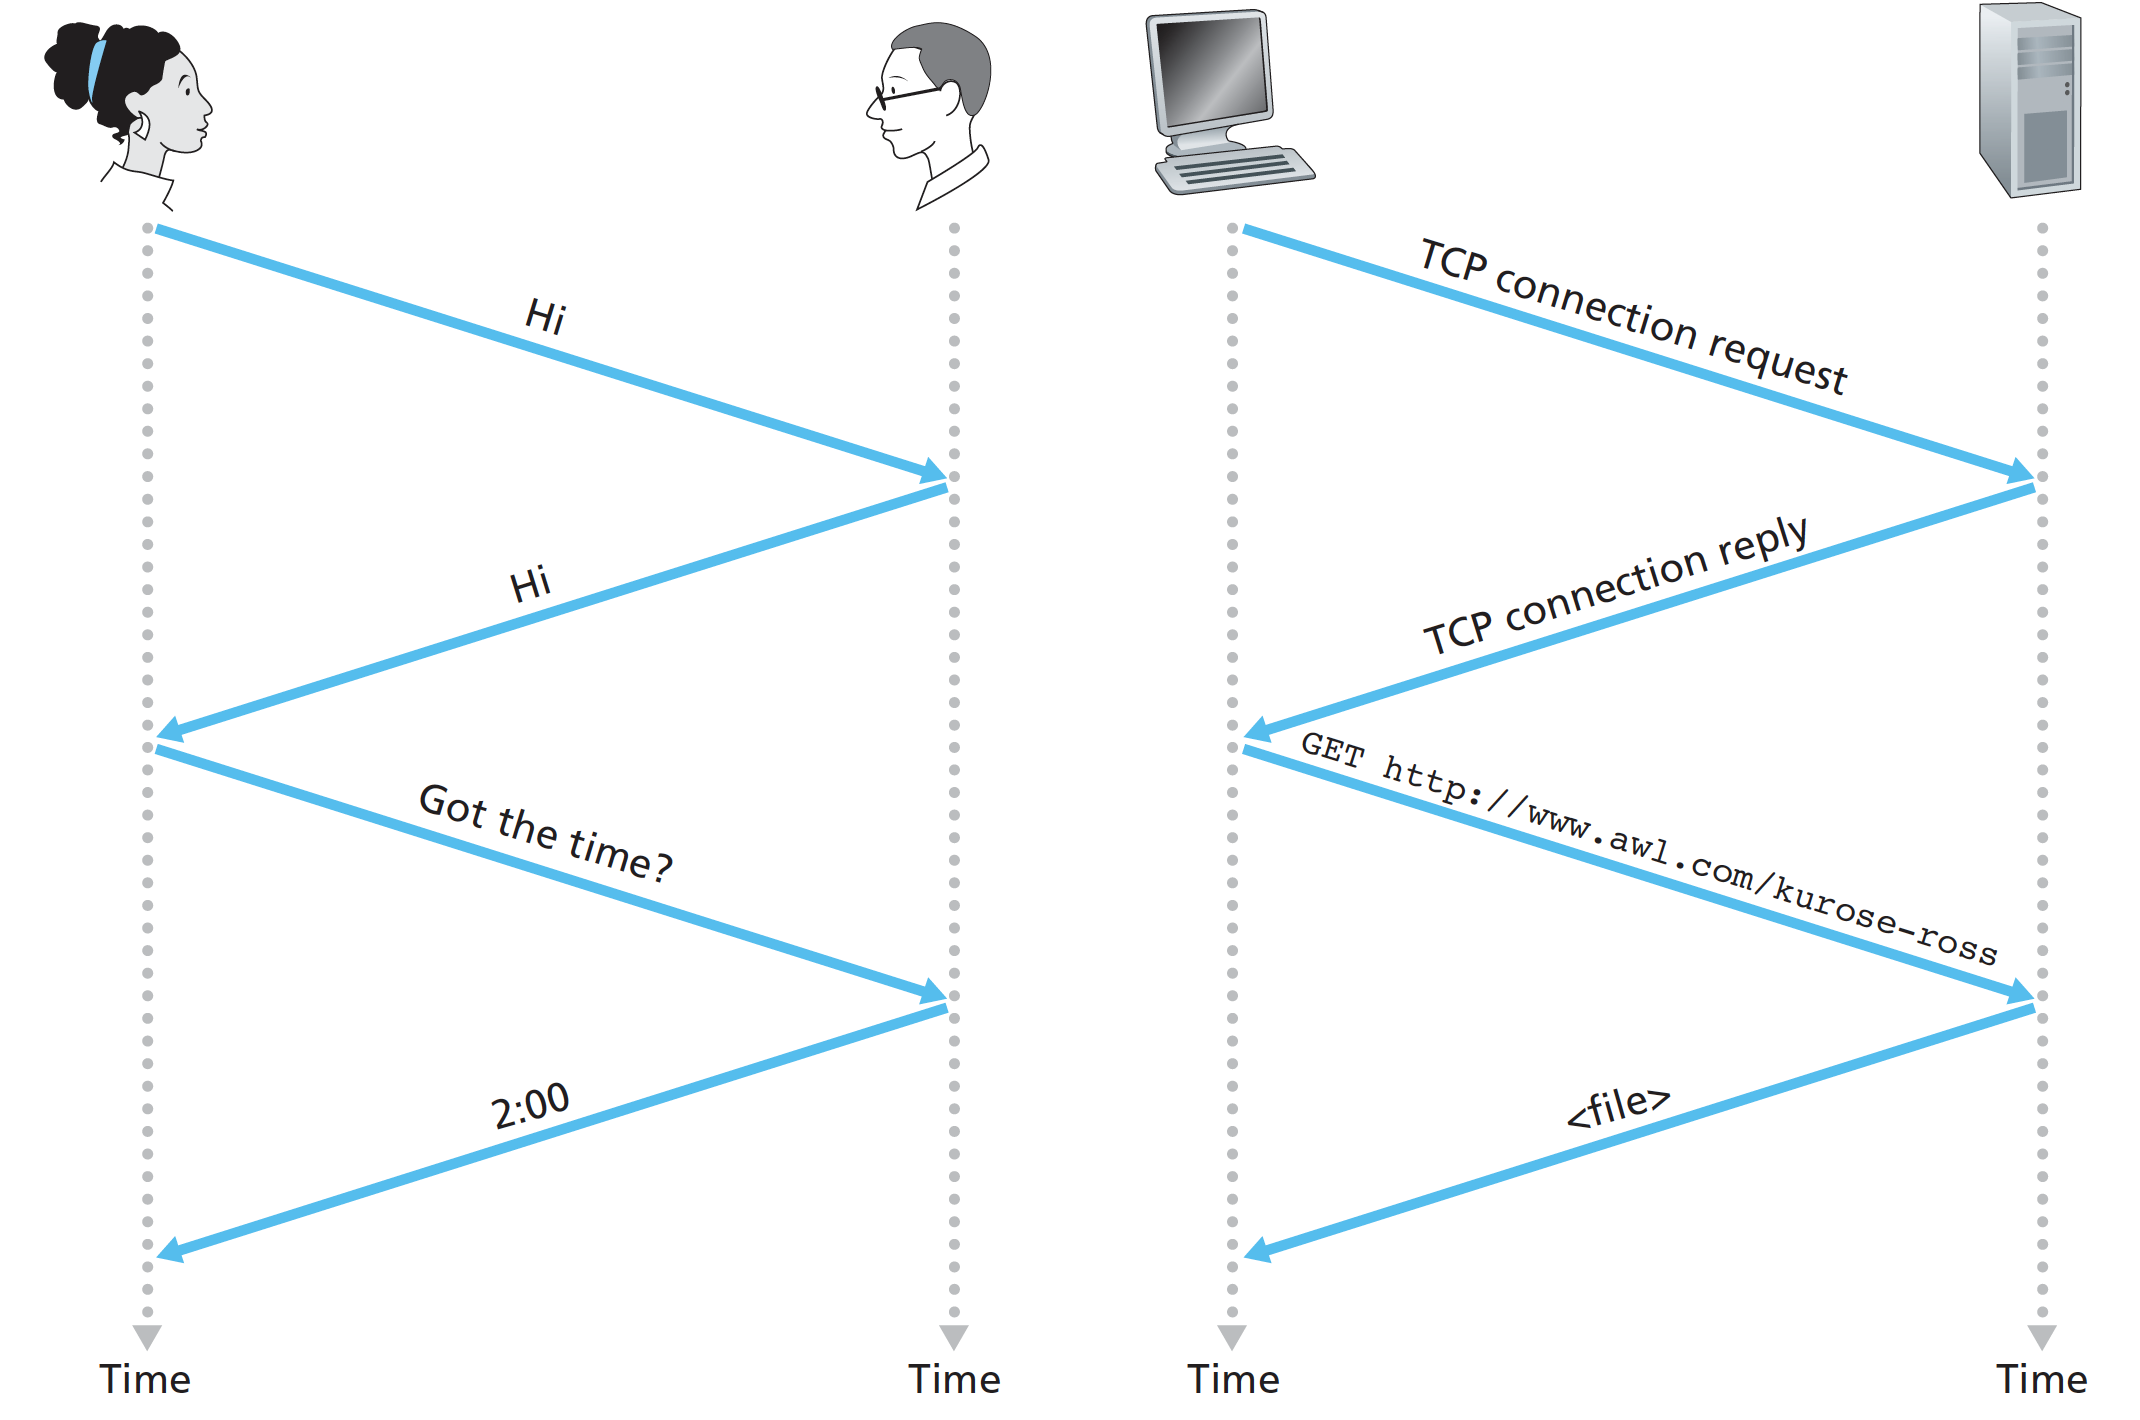 Hi
Hi
Got the time?
2:00
Time
Time
TCP connection request
TCP connection reply
GET http://www.awl.com/kurose-ross
<file>
Time
Time